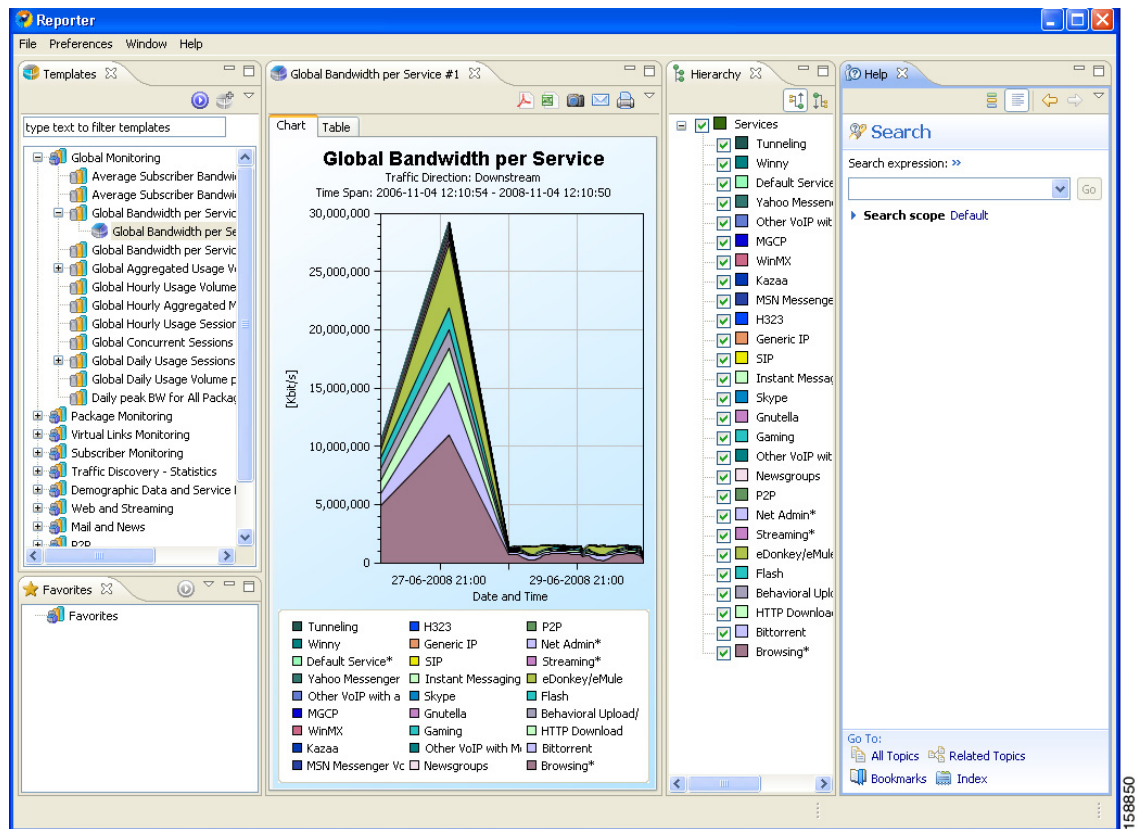 Reporter
File Preferences Window Help
Templates
type text to filter templates
Global Monitoring
Average Subscriber Bandwi
Average Subscriber Bandwi
Global Bandwidth per Servic
Global Bandwidth per Se
Global Bandwidth per Servic
Global Aggregated Usage V
Global Hourly Usage Volume
Global Hourly Aggregated M
Global Hourly Usage Session
Global Concurrent Sessions
Global Daily Usage Sessions
Global Daily Usage Volume p
Daily peak BW for All Packag
Package Monitoring
Virtual Links Monitoring
Subscriber Monitoring
Traffic Discovery - Statistics
Demographic Data and Service
Web and Streaming
Mail and News
P2P
Favorites
Favorites
Global Bandwidth per Service #1
Chart Table
Global Bandwidth per Service
Traffic Direction: Downstream
Time Span: 2006-11-04 12:10:54 - 2008-11-04 12:10:50
30,000,000
25,000,000
20,000,000
15,000,000
10,000,000
5,000,000
0
[Kbit/s]
27-06-2008 21:00 29-06-2008 21:00
Date and Time
Tunneling H323 P2P
Winny Generic IP Net Admin*
Default Service* SIP Streaming*
Yahoo Messenger Instant Messaging eDonkey/eMule
Other VoIP with a Skype Flash
MGCP Gnutella Behavioral Upload/
WinMX Gaming HTTP Download
Kazaa Other VoIP with M Bittorrent
MSN Messenger Vc Newsgroups Browsing*
Hierarchy
Services
Tunneling
Winny
Default Service
Yahoo Messen
Other VoIP wit
MGCP
WinMX
Kazaa
MSN Messenge
H323
Generic IP
SIP
Instant Messag
Skype
Gnutella
Gaming
Other VoIP wit
Newsgroups
P2P
Net Admin*
Streaming*
eDonkey/eMule
Flash
Behavioral Uplo
HTTP Downloa
Bittorrent
Browsing*
Help
Search
Search expression: >>
Go
Search scope Default
Go To:
All Topics Related Topics
Bookmarks Index
158850